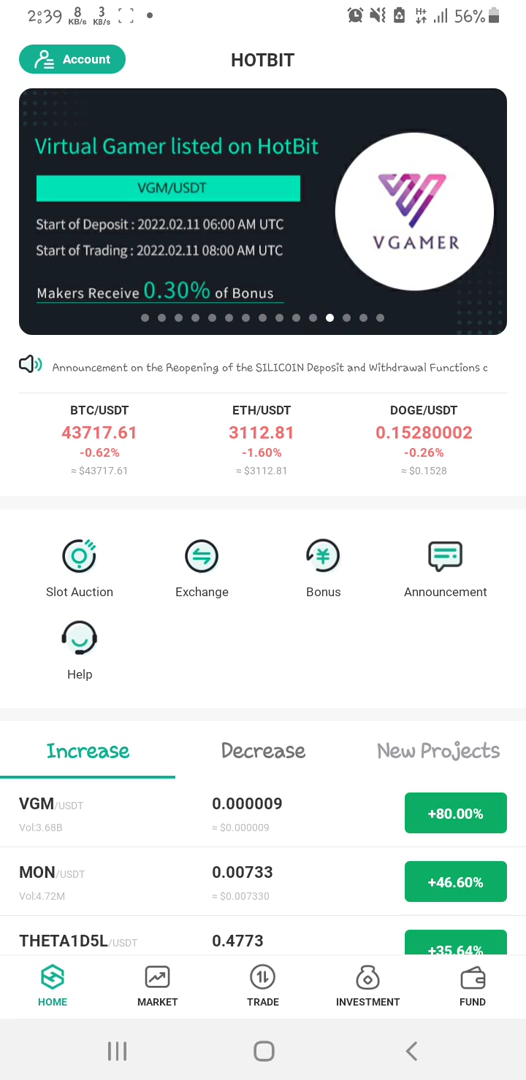 2:39 8 KB/s 3 KB/s H+ 56%
Account
HOTBIT
Virtual Gamer listed on HotBit
VGM/USDT
Start of Deposit : 2022.02.11 06:00 AM UTC
Start of Trading : 2022.02.11 08:00 AM UTC
Makers Receive 0.30% of Bonus
VGAMER
Announcement on the Reopening of the SILICOIN Deposit and Withdrawal Functions o
BTC/USDT ETH/USDT DOGE/USDT
43717.61 3112.81 0.15280002
-0.62% -1.60% -0.26%
≈ $43717.61 ≈ $3112.81 ≈ $0.1528
Slot Auction Exchange Bonus Announcement
Help
Increase Decrease New Projects
VGM/USDT 0.000009 +80.00%
Vol:3.68B ≈ $0.000009
MON/USDT 0.00733 +46.60%
Vol:4.72M ≈ $0.007330
THETA1D5L/USDT 0.4773 +35.64%
HOME MARKET TRADE INVESTMENT FUND